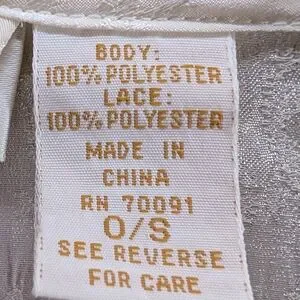 BODY:
100% POLYESTER
LACE:
100% POLYESTER
MADE IN
CHINA
RN 70091
O/S
SEE REVERSE
FOR CARE